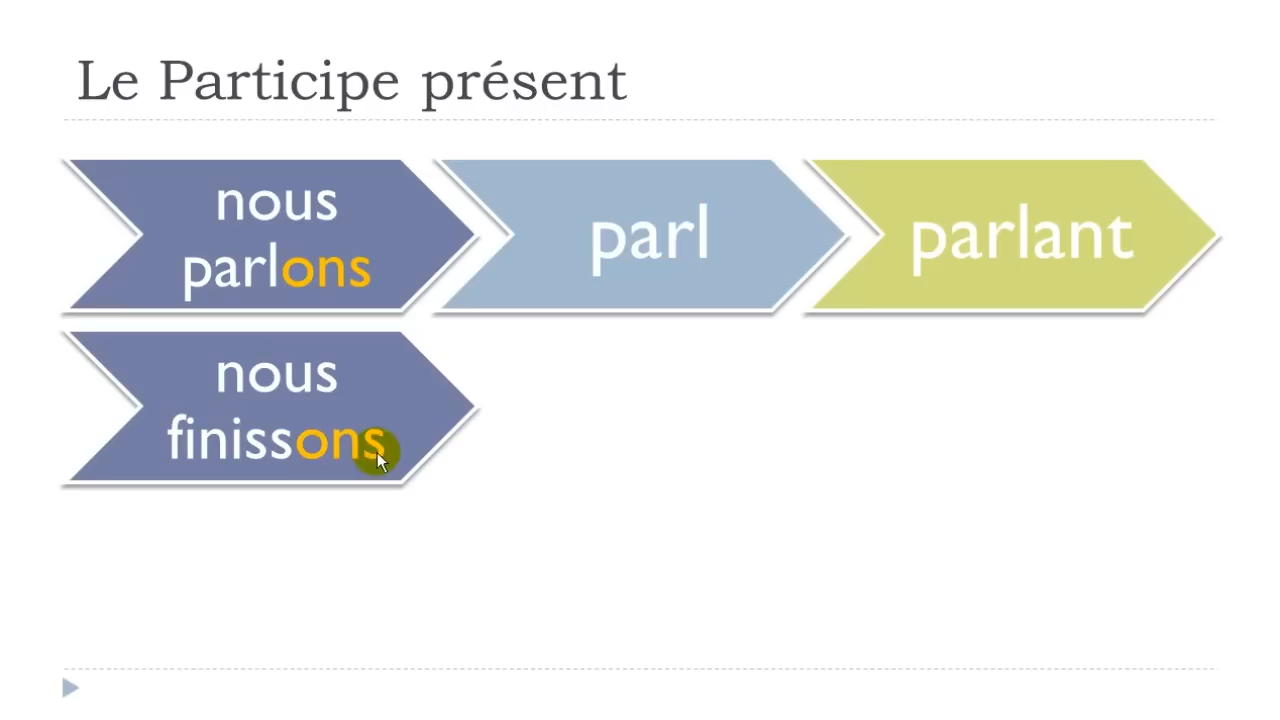 Le Participe présent
nous
parlons
parl
parlant
nous
finissons